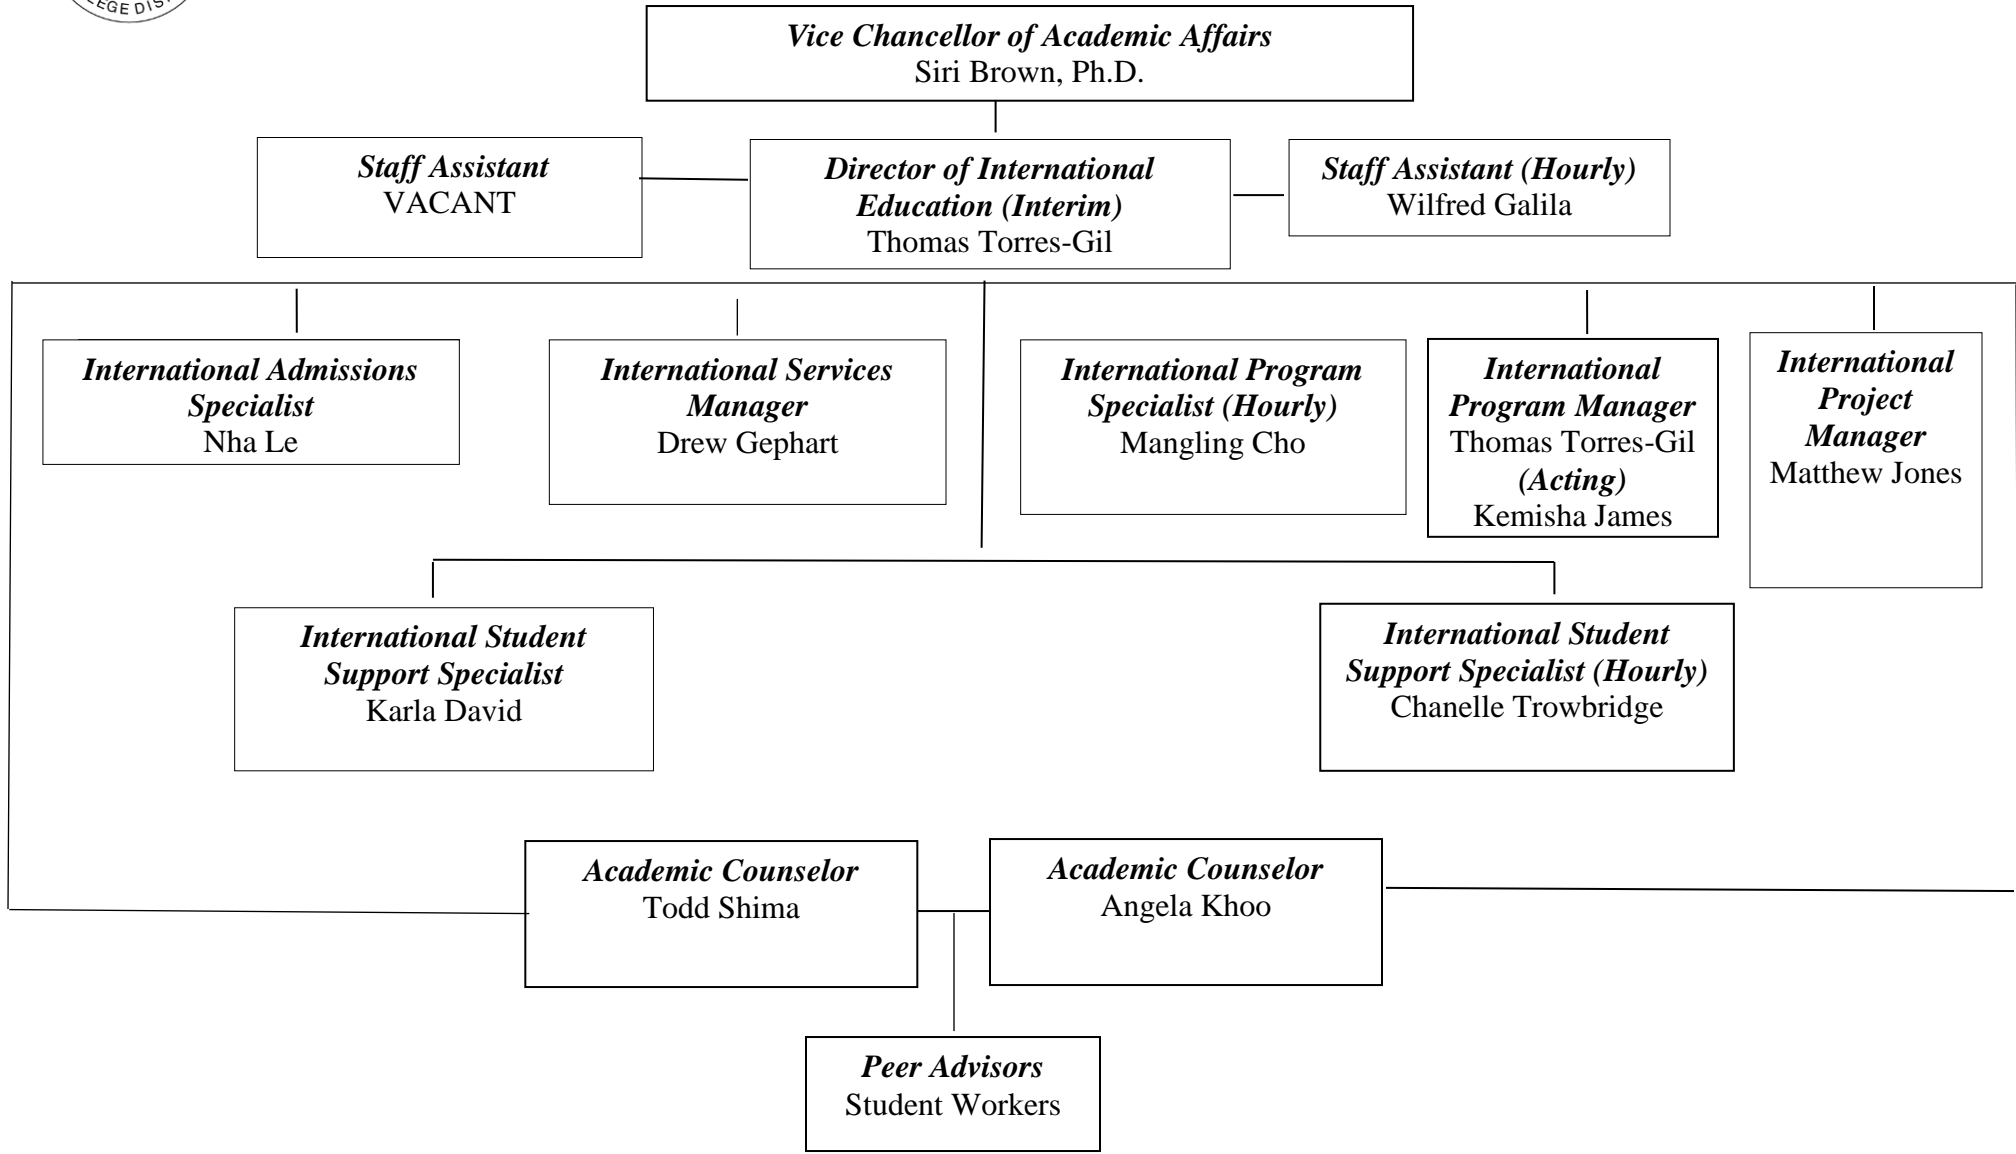 Vice Chancellor of Academic Affairs
Siri Brown, Ph.D.
Staff Assistant
VACANT
Director of International
Education (Interim)
Thomas Torres-Gil
Staff Assistant (Hourly)
Wilfred Galila
International Admissions
Specialist
Nha Le
International Services
Manager
Drew Gephart
International Program
Specialist (Hourly)
Mangling Cho
International
Program Manager
Thomas Torres-Gil
(Acting)
Kemisha James
International
Project
Manager
Matthew Jones
International Student
Support Specialist
Karla David
International Student
Support Specialist (Hourly)
Chanelle Trowbridge
Academic Counselor
Todd Shima
Academic Counselor
Angela Khoo
Peer Advisors
Student Workers